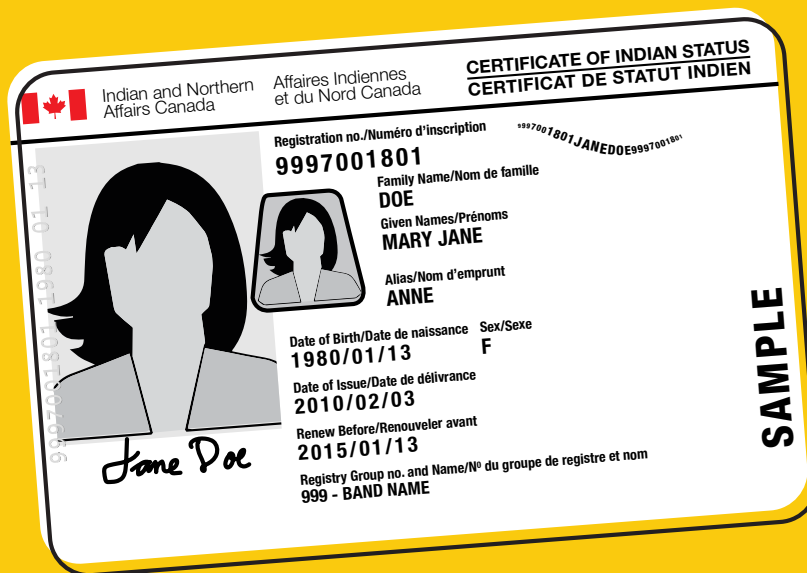 Indian and Northern
Affairs Canada
Affaires Indiennes
et du Nord Canada
CERTIFICATE OF INDIAN STATUS
CERTIFICAT DE STATUT INDIEN
Registration no./Numéro d'inscription
9997001801
9997001801JANEDOE9997001801
Family Name/Nom de famille
DOE
Given Names/Prénoms
MARY JANE
Alias/Nom d'emprunt
ANNE
Date of Birth/Date de naissance
1980/01/13
Sex/Sexe
F
Date of Issue/Date de délivrance
2010/02/03
Renew Before/Renouveler avant
2015/01/13
Registry Group no. and Name/Nº du groupe de registre et nom
999 - BAND NAME
9997001801 1980 01 13
Jane Doe
SAMPLE